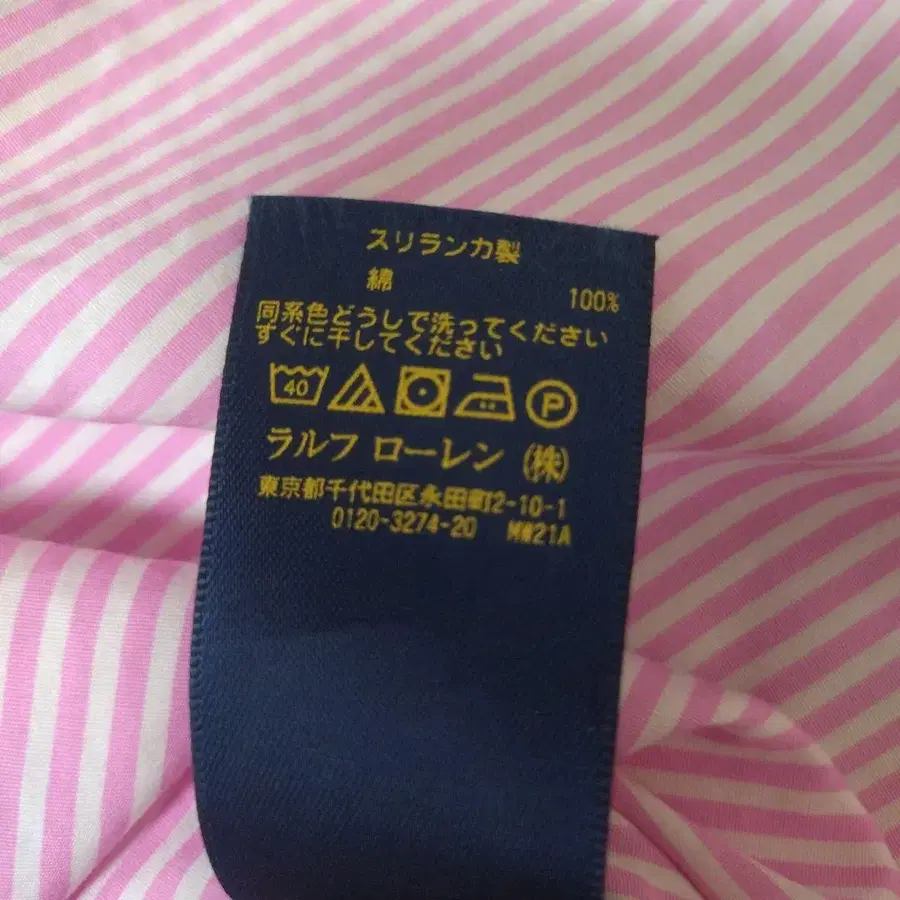 スリランカ製
綿 100%
同系色どうしで洗ってください
すぐに干してください
40 P
ラルフ ローレン (株)
東京都千代田区永田町2-10-1
0120-3274-20 MW21A